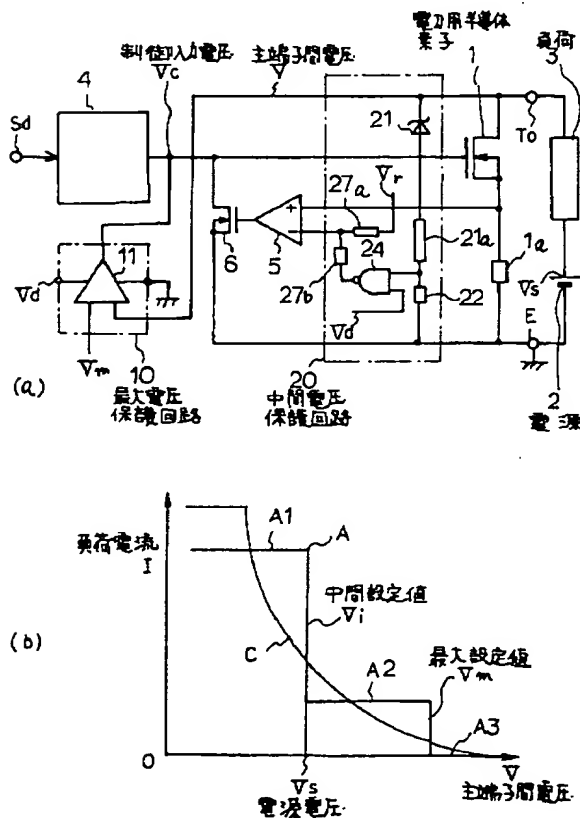 電力用半導体
素子
1
負荷
3
制御入力電圧
Vc
主端子間電圧
V
4
Sd
21
To
Vr
27a
11
6
5
24
21a
1a
Vd
27b
22
Vs
E
Vd
Vm
10
最大電圧
保護回路
20
中間電圧
保護回路
2
電源
(a)
負荷電流
I
A1
A
中間設定値
Vi
C
A2
最大設定値
Vm
A3
(b)
0
Vs
電源電圧
V
主端子間電圧